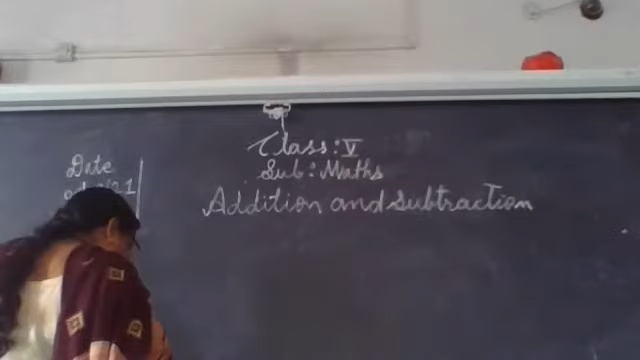 Class: V
Sub: Maths
Date
Addition and Subtraction